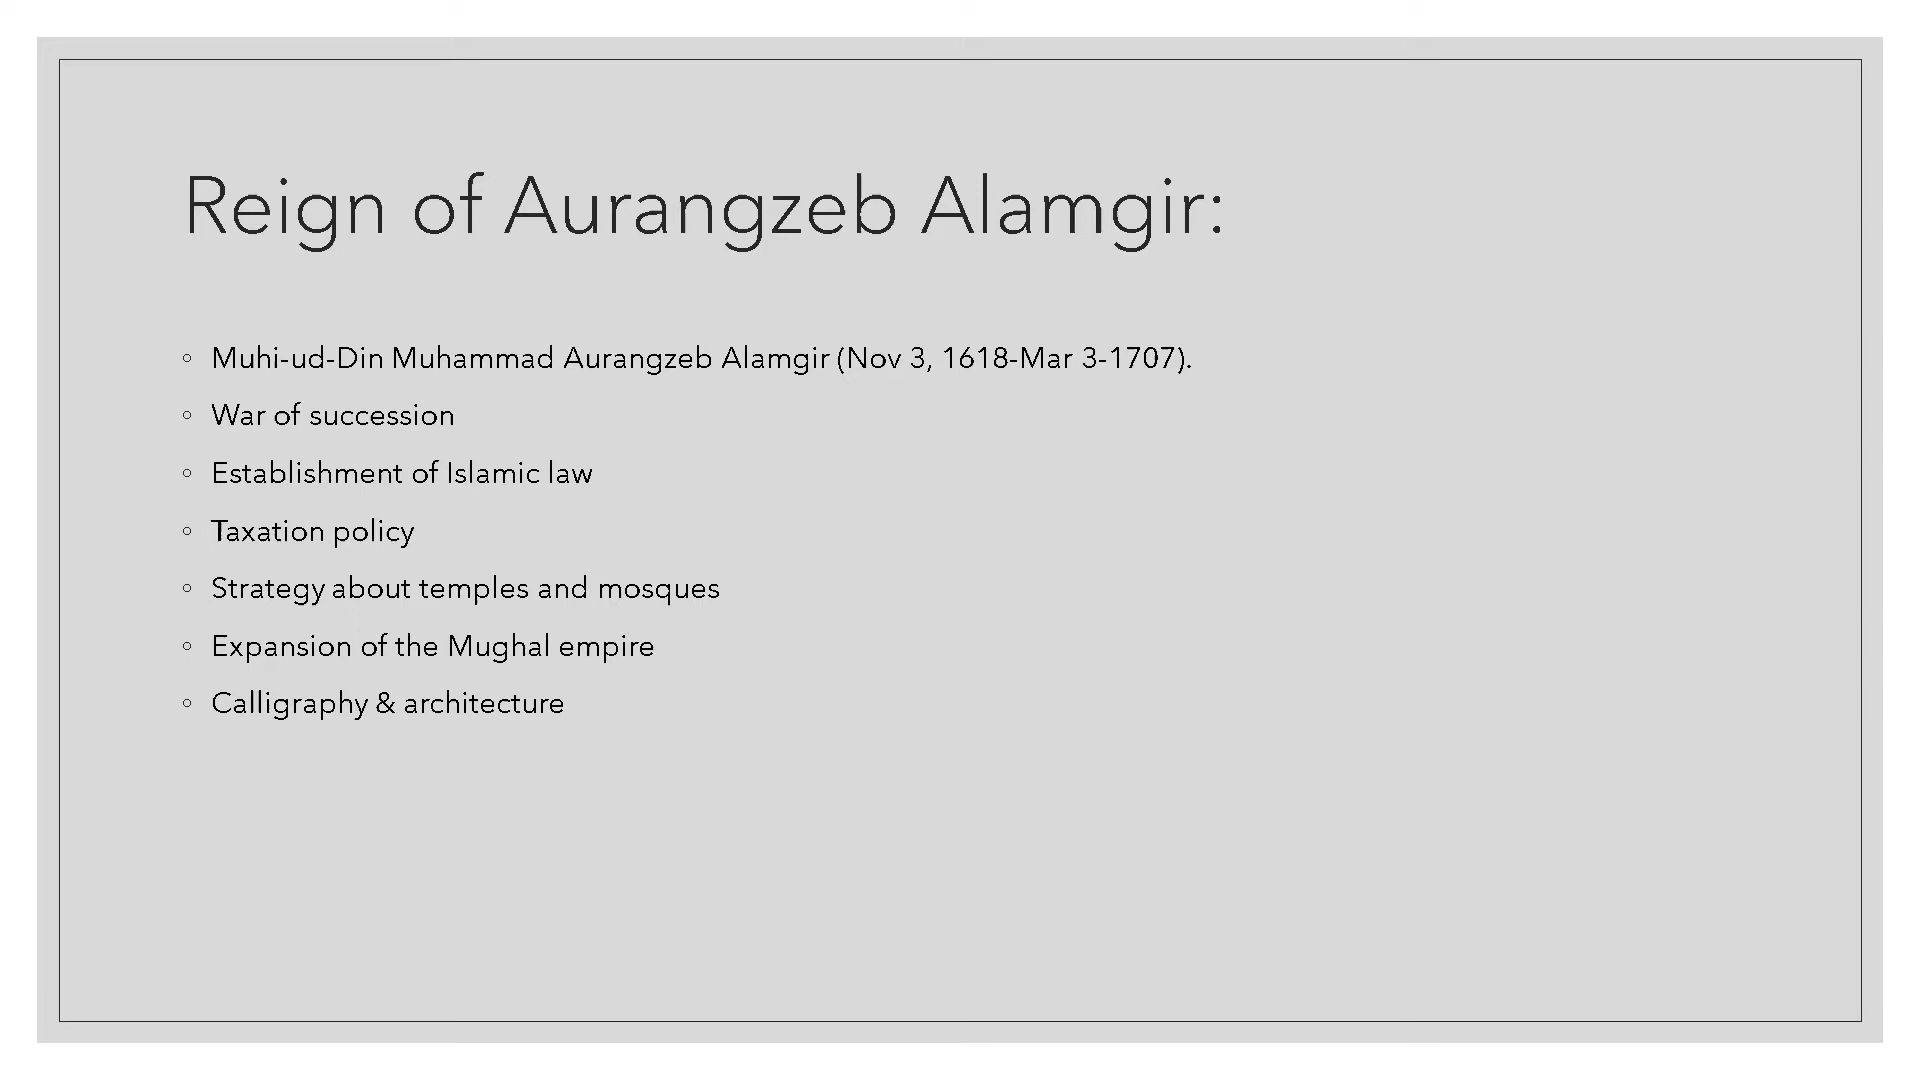 Reign of Aurangzeb Alamgir:
◦ Muhi-ud-Din Muhammad Aurangzeb Alamgir (Nov 3, 1618-Mar 3-1707).
◦ War of succession
◦ Establishment of Islamic law
◦ Taxation policy
◦ Strategy about temples and mosques
◦ Expansion of the Mughal empire
◦ Calligraphy & architecture